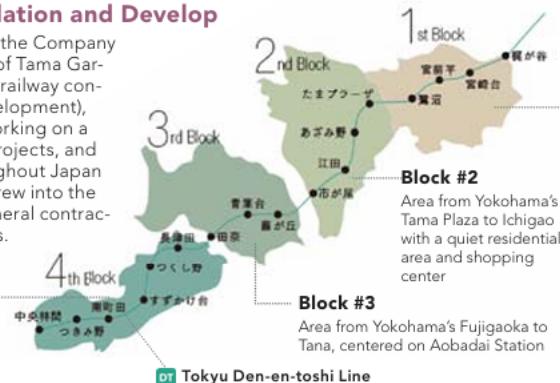 lation and Develop
the Company
of Tama Gar-
railway con-
elopment),
orking on a
rojects, and
ghout Japan
rew into the
neral contrac-
s.
1st Block
梶が谷
宮崎台
宮前平
鷺沼
2nd Block
たまプラーザ
あざみ野
江田
市が尾
Block #2
Area from Yokohama's
Tama Plaza to Ichigao
with a quiet residential
area and shopping
center
3rd Block
藤が丘
青葉台
田奈
長津田
Block #3
Area from Yokohama's Fujigaoka to
Tana, centered on Aobadai Station
4th Block
つくし野
すずかけ台
南町田
つきみ野
中央林間
DT Tokyu Den-en-toshi Line